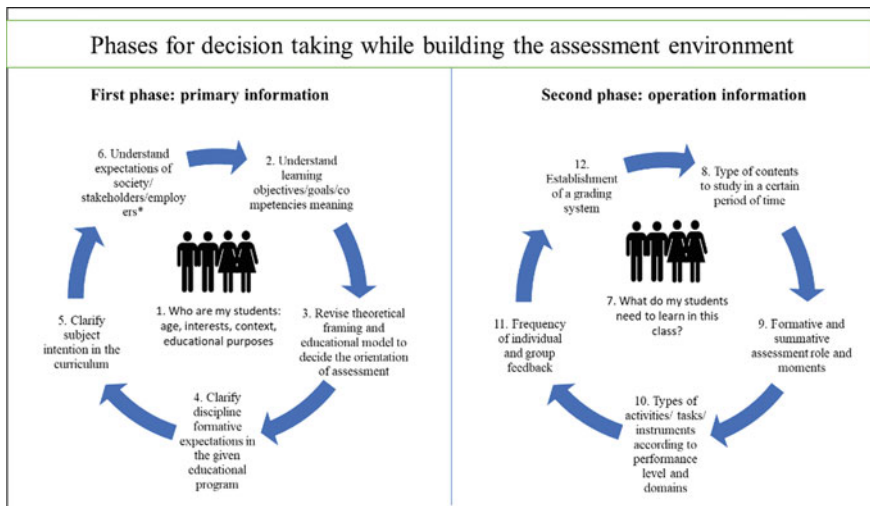 Phases for decision taking while building the assessment environment
First phase: primary information
1. Who are my students:
age, interests, context,
educational purposes
2. Understand
learning
objectives/goals/co
mpetencies meaning
3. Revise theoretical
framing and
educational model to
decide the orientation
of assessment
4. Clarify
discipline
formative
expectations in
the given
educational
program
5. Clarify
subject
intention in the
curriculum
6. Understand
expectations of
society/
stakeholders/employ
ers*
Second phase: operation information
7. What do my students
need to learn in this
class?
8. Type of contents
to study in a certain
period of time
9. Formative and
summative
assessment role and
moments
10. Types of
activities/ tasks/
instruments
according to
performance
level and
domains
11. Frequency
of individual
and group
feedback
12.
Establishment
of a grading
system